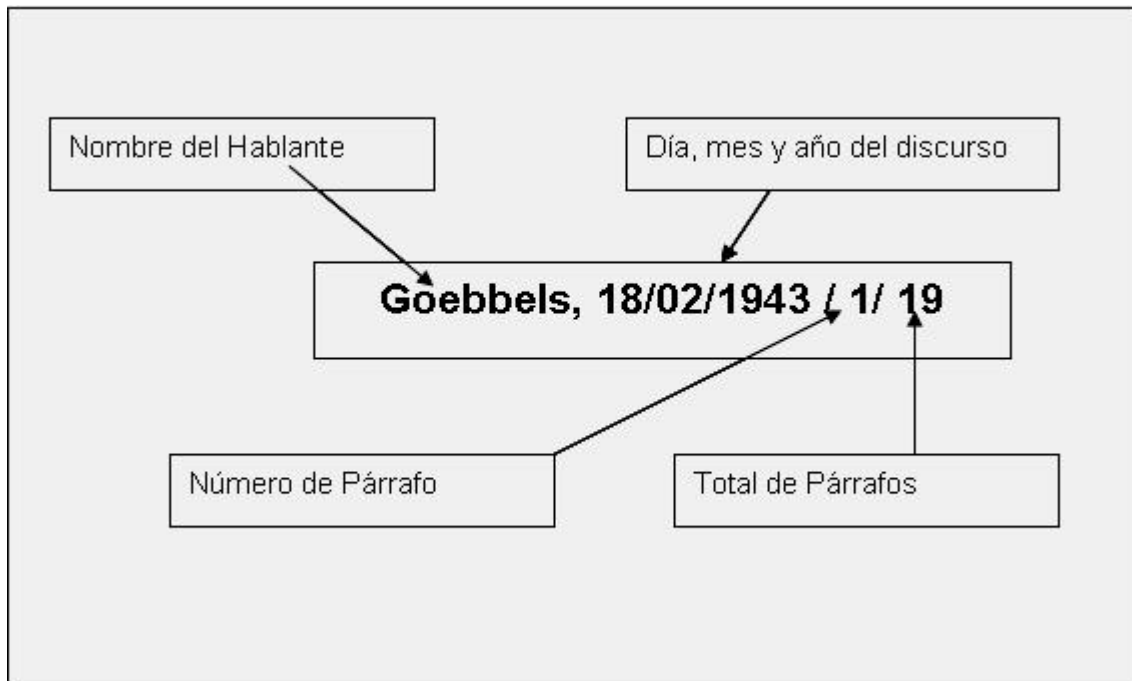 Nombre del Hablante
Día, mes y año del discurso
Goebbels, 18/02/1943 / 1/ 19
Número de Párrafo
Total de Párrafos